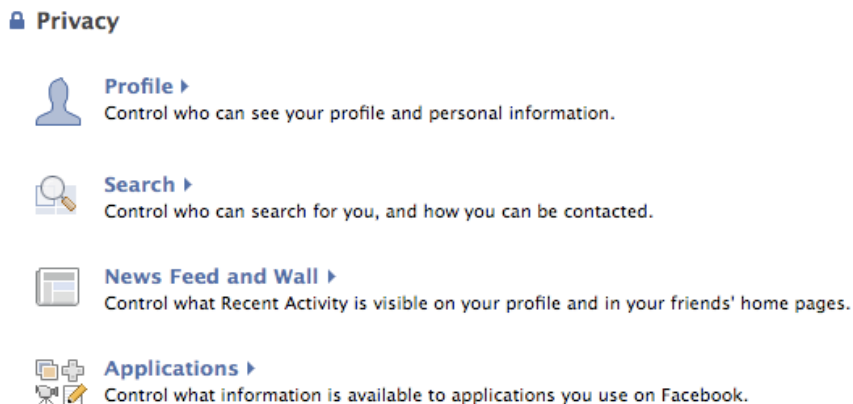 Privacy
Profile
Control who can see your profile and personal information.
Search
Control who can search for you, and how you can be contacted.
News Feed and Wall
Control what Recent Activity is visible on your profile and in your friends' home pages.
Applications
Control what information is available to applications you use on Facebook.